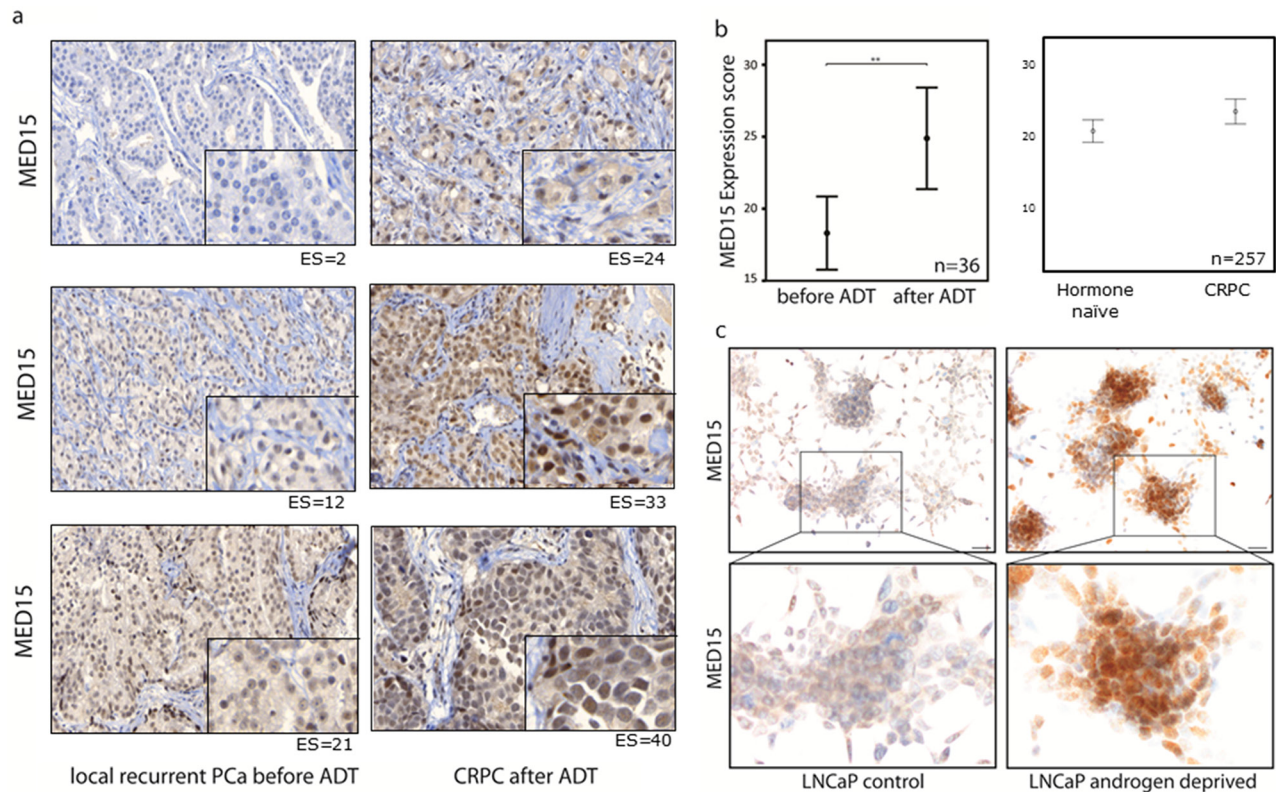 a
MED15
ES=2
ES=24
MED15
ES=12
ES=33
MED15
ES=21
ES=40
local recurrent PCa before ADT
CRPC after ADT
b
MED15 Expression score
30
25
20
15
**
n=36
before ADT
after ADT
30
20
10
n=257
Hormone
naïve
CRPC
c
MED15
MED15
LNCaP control
LNCaP androgen deprived